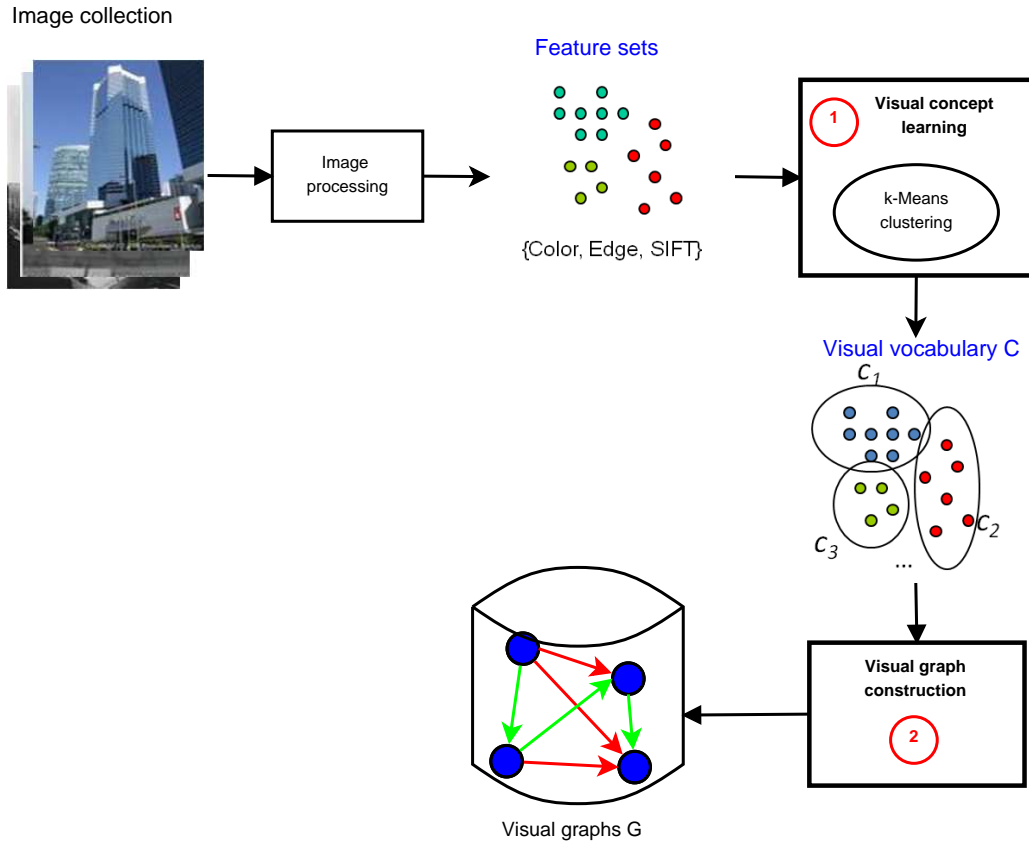 Image collection
Feature sets
Image
processing
{Color, Edge, SIFT}
1
Visual concept
learning
k-Means
clustering
Visual vocabulary C
c1
c2
c3
...
Visual graph
construction
2
Visual graphs G